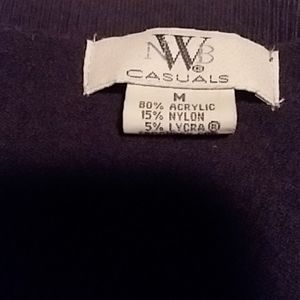 NWB®
CASUALS
M
80% ACRYLIC
15% NYLON
5% LYCRA®